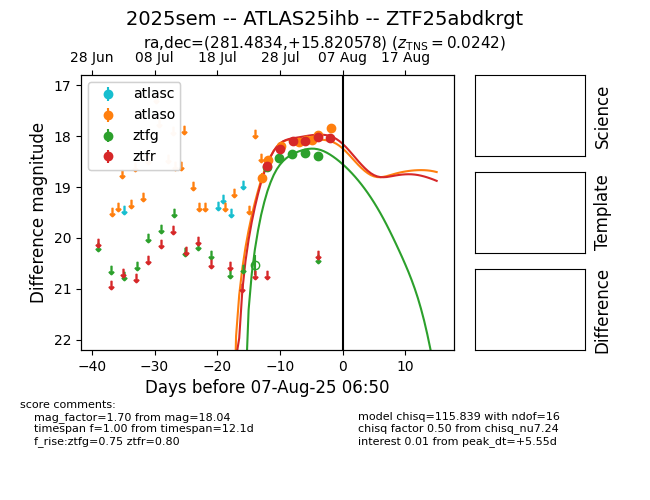 2025sem -- ATLAS25ihb -- ZTF25abdkrgt
ra,dec=(281.4834,+15.820578) (z_TNS = 0.0242)
28 Jun 08 Jul 18 Jul 28 Jul 07 Aug 17 Aug
atlasc
atlaso
ztfg
ztfr
17
18
19
20
21
22
Difference magnitude
−40 −30 −20 −10 0 10
Days before 07-Aug-25 06:50
Science
Template
Difference
score comments:
mag_factor=1.70 from mag=18.04
timespan f=1.00 from timespan=12.1d
f_rise:ztfg=0.75 ztfr=0.80
model chisq=115.839 with ndof=16
chisq factor 0.50 from chisq_nu7.24
interest 0.01 from peak_dt=+5.55d